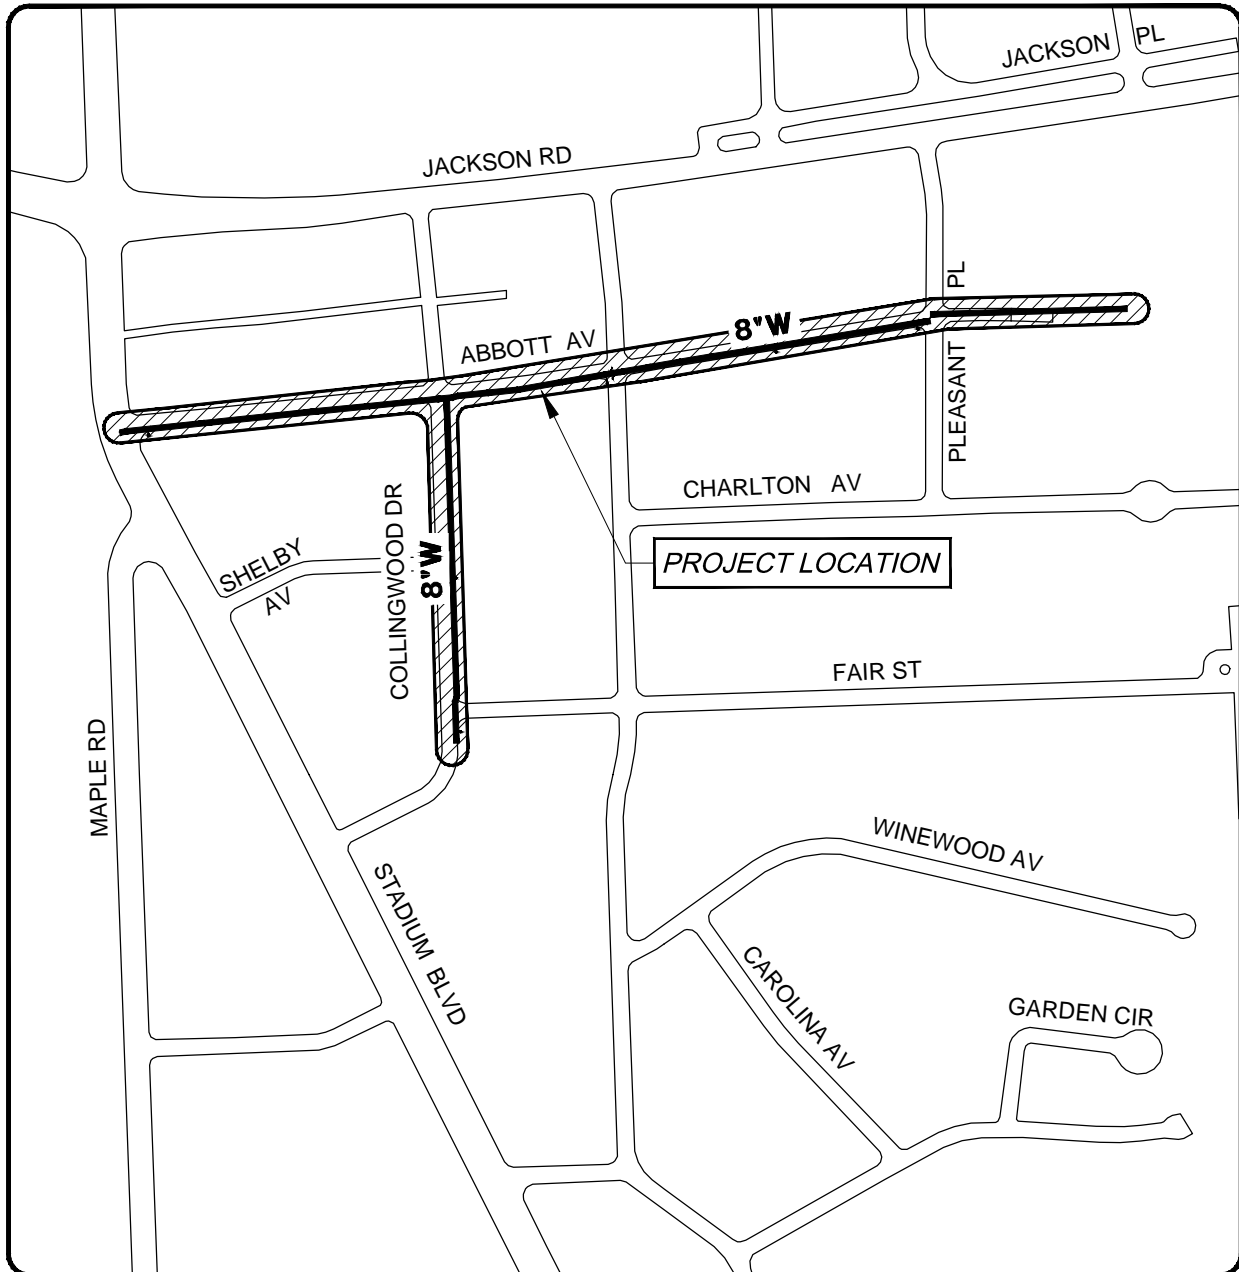 JACKSON PL
JACKSON RD
PLEASANT PL
8"W
ABBOTT AV
CHARLTON AV
COLLINGWOOD DR
SHELBY
AV
8"W
PROJECT LOCATION
FAIR ST
MAPLE RD
WINEWOOD AV
STADIUM BLVD
CAROLINA AV
GARDEN CIR